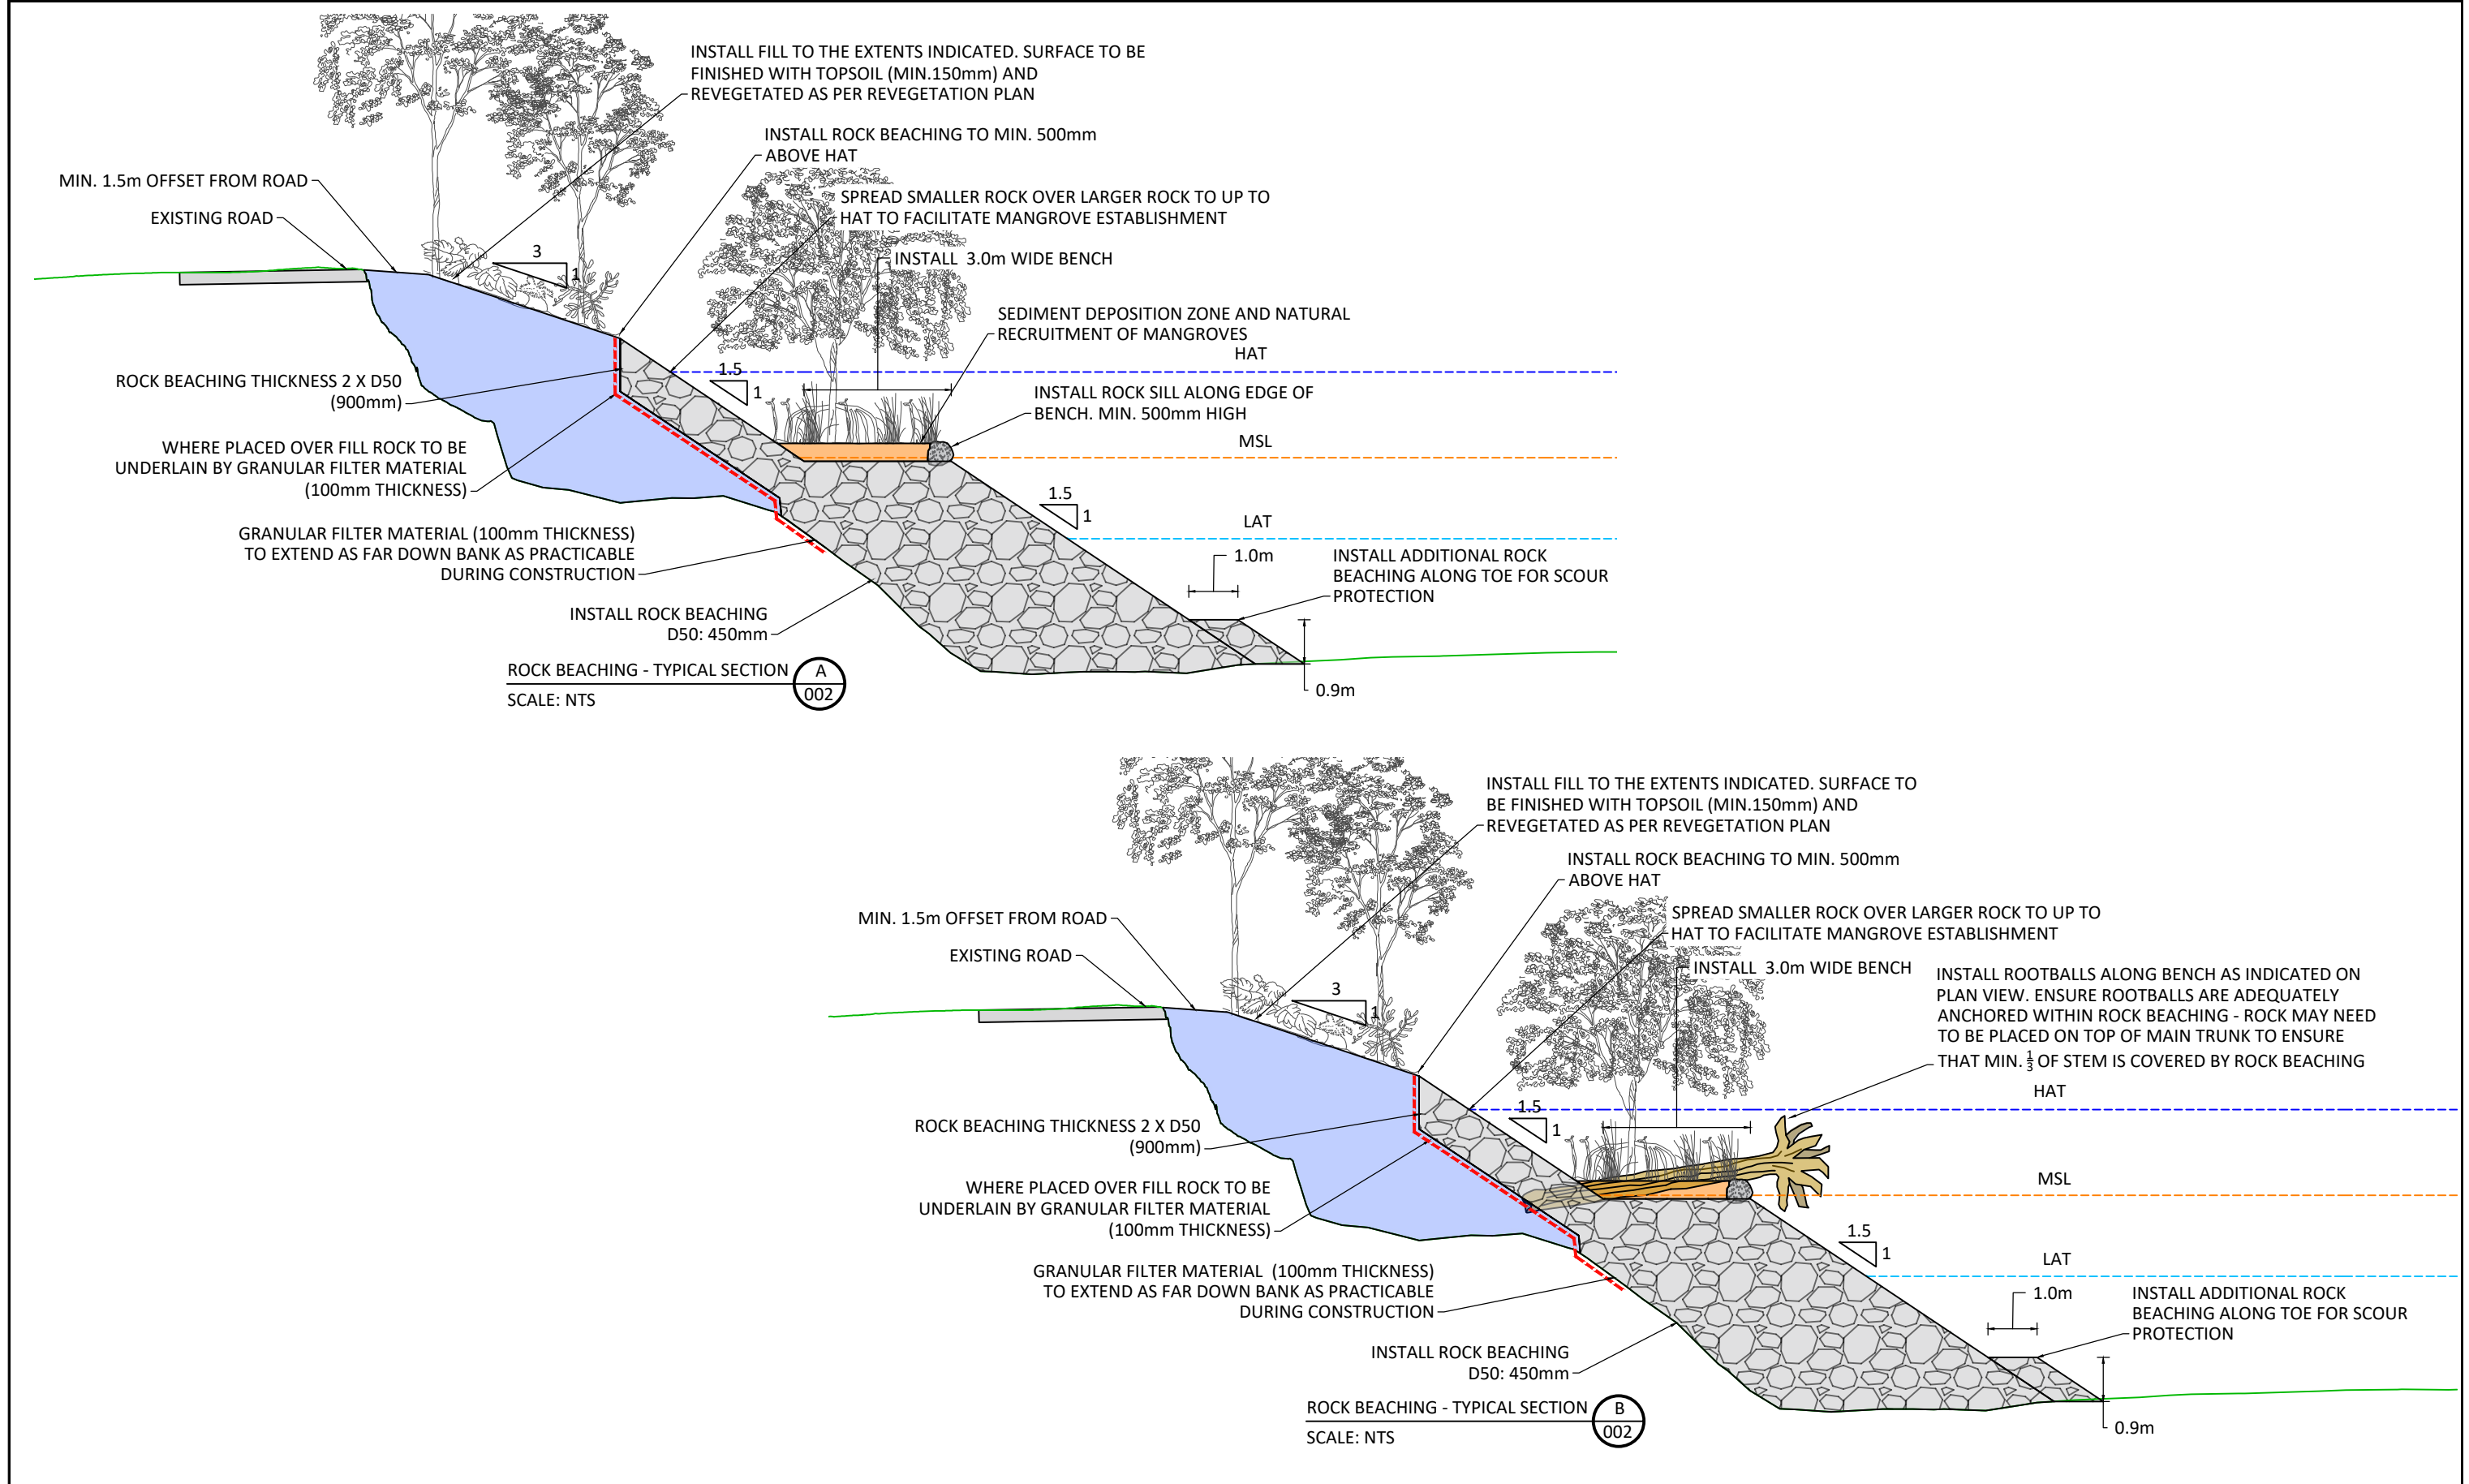 INSTALL FILL TO THE EXTENTS INDICATED. SURFACE TO BE
FINISHED WITH TOPSOIL (MIN.150mm) AND
REVEGETATED AS PER REVEGETATION PLAN
INSTALL ROCK BEACHING TO MIN. 500mm
ABOVE HAT
MIN. 1.5m OFFSET FROM ROAD
EXISTING ROAD
SPREAD SMALLER ROCK OVER LARGER ROCK TO UP TO
HAT TO FACILITATE MANGROVE ESTABLISHMENT
3
1
INSTALL 3.0m WIDE BENCH
SEDIMENT DEPOSITION ZONE AND NATURAL
RECRUITMENT OF MANGROVES
HAT
1.5
1
ROCK BEACHING THICKNESS 2 X D50
(900mm)
INSTALL ROCK SILL ALONG EDGE OF
BENCH. MIN. 500mm HIGH
MSL
WHERE PLACED OVER FILL ROCK TO BE
UNDERLAIN BY GRANULAR FILTER MATERIAL
(100mm THICKNESS)
1.5
1
LAT
GRANULAR FILTER MATERIAL (100mm THICKNESS)
TO EXTEND AS FAR DOWN BANK AS PRACTICABLE
DURING CONSTRUCTION
1.0m
INSTALL ADDITIONAL ROCK
BEACHING ALONG TOE FOR SCOUR
PROTECTION
INSTALL ROCK BEACHING
D50: 450mm
0.9m
ROCK BEACHING - TYPICAL SECTION
SCALE: NTS
A
002
INSTALL FILL TO THE EXTENTS INDICATED. SURFACE TO
BE FINISHED WITH TOPSOIL (MIN.150mm) AND
REVEGETATED AS PER REVEGETATION PLAN
INSTALL ROCK BEACHING TO MIN. 500mm
ABOVE HAT
MIN. 1.5m OFFSET FROM ROAD
EXISTING ROAD
SPREAD SMALLER ROCK OVER LARGER ROCK TO UP TO
HAT TO FACILITATE MANGROVE ESTABLISHMENT
3
1
INSTALL 3.0m WIDE BENCH
INSTALL ROOTBALLS ALONG BENCH AS INDICATED ON
PLAN VIEW. ENSURE ROOTBALLS ARE ADEQUATELY
ANCHORED WITHIN ROCK BEACHING - ROCK MAY NEED
TO BE PLACED ON TOP OF MAIN TRUNK TO ENSURE
THAT MIN. 1/3 OF STEM IS COVERED BY ROCK BEACHING
HAT
1.5
1
ROCK BEACHING THICKNESS 2 X D50
(900mm)
MSL
WHERE PLACED OVER FILL ROCK TO BE
UNDERLAIN BY GRANULAR FILTER MATERIAL
(100mm THICKNESS)
1.5
1
LAT
GRANULAR FILTER MATERIAL (100mm THICKNESS)
TO EXTEND AS FAR DOWN BANK AS PRACTICABLE
DURING CONSTRUCTION
1.0m
INSTALL ADDITIONAL ROCK
BEACHING ALONG TOE FOR SCOUR
PROTECTION
INSTALL ROCK BEACHING
D50: 450mm
0.9m
ROCK BEACHING - TYPICAL SECTION
SCALE: NTS
B
002